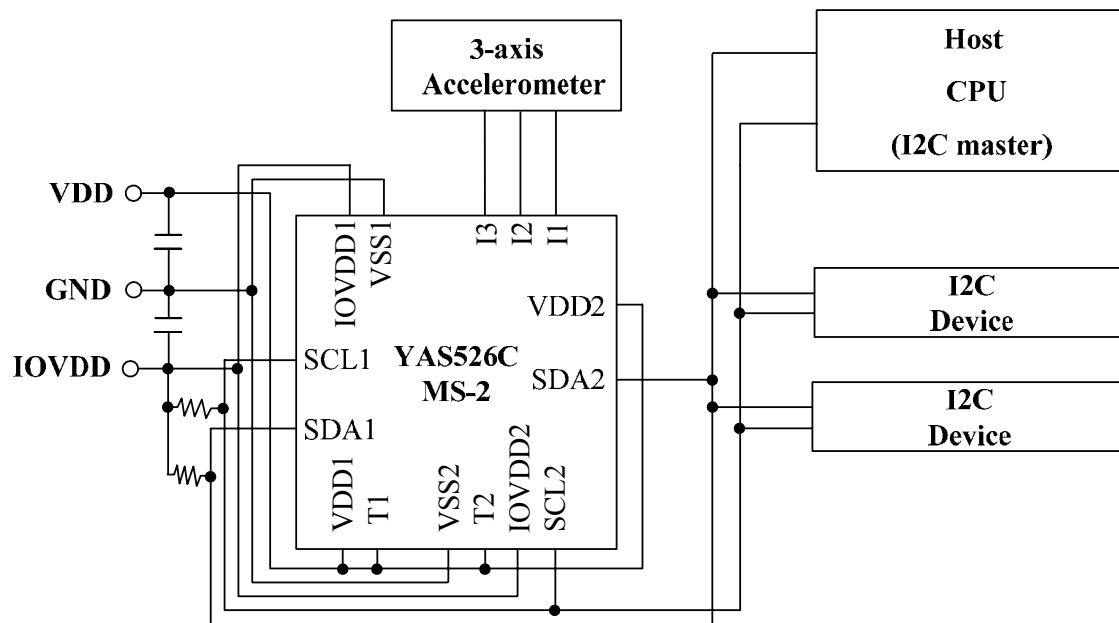 3-axis
Accelerometer
Host
CPU
(I2C master)
VDD
GND
IOVDD
IOVDD1
VSS1
I3
I2
I1
VDD2
SCL1
YAS526C
MS-2
SDA2
SDA1
VDD1
T1
VSS2
T2
IOVDD2
SCL2
I2C
Device
I2C
Device